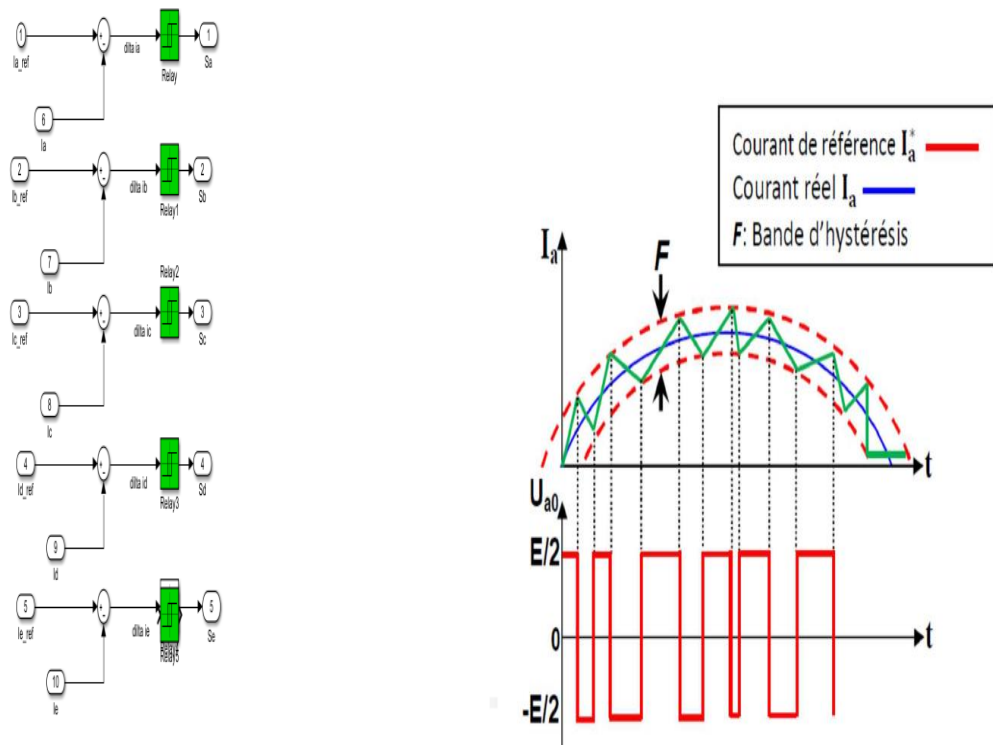 1
Ia_ref
+
-
dilta ia
Relay
1
Sa
6
Ia
2
Ib_ref
+
-
dilta ib
Relay1
2
Sb
7
Ib
3
Ic_ref
+
-
dilta ic
Relay2
3
Sc
8
Ic
4
Id_ref
+
-
dilta id
Relay3
4
Sd
9
Id
5
Ie_ref
+
-
dilta ie
Relay5
5
Se
10
Ie
Courant de référence Iₐ*
Courant réel Iₐ
F: Bande d'hystérésis
Iₐ
F
t
Uₐ₀
E/2
0
t
-E/2